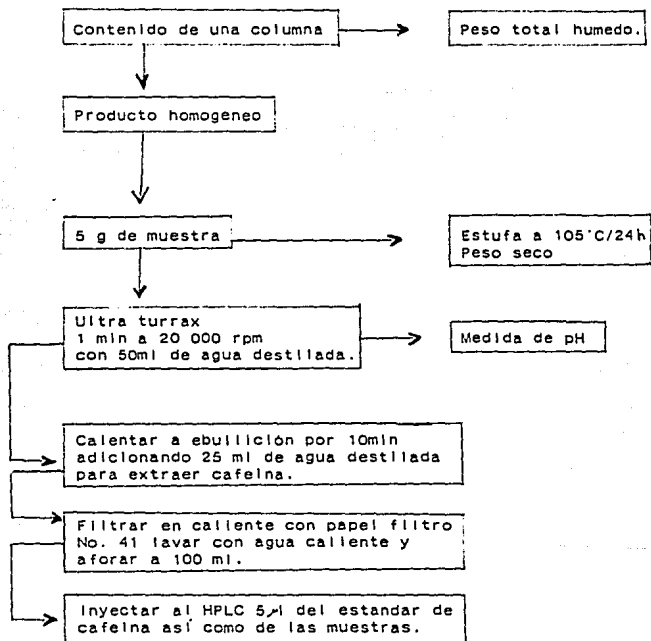 Contenido de una columna
Peso total humedo.
Producto homogeneo
5 g de muestra
Estufa a 105°C/24h
Peso seco
Ultra turrax
1 min a 20 000 rpm
con 50ml de agua destilada.
Medida de pH
Calentar a ebullición por 10min
adicionando 25 ml de agua destilada
para extraer cafeína.
Filtrar en caliente con papel filtro
No. 41 lavar con agua caliente y
aforar a 100 ml.
Inyectar al HPLC 5µl del estandar de
cafeína así como de las muestras.